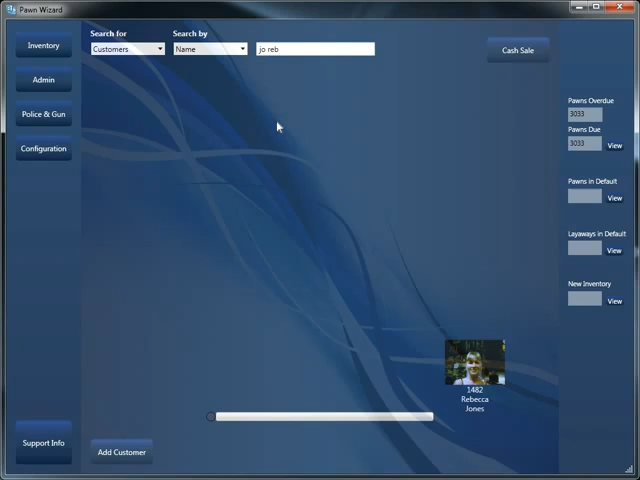 Pawn Wizard
Inventory
Admin
Police & Gun
Configuration
Support Info
Search for
Search by
Customers
Name
jo reb
Cash Sale
1482
Rebecca
Jones
Add Customer
Pawns Overdue
3033
Pawns Due
3033
View
Pawns in Default
View
Layaways in Default
View
New Inventory
View